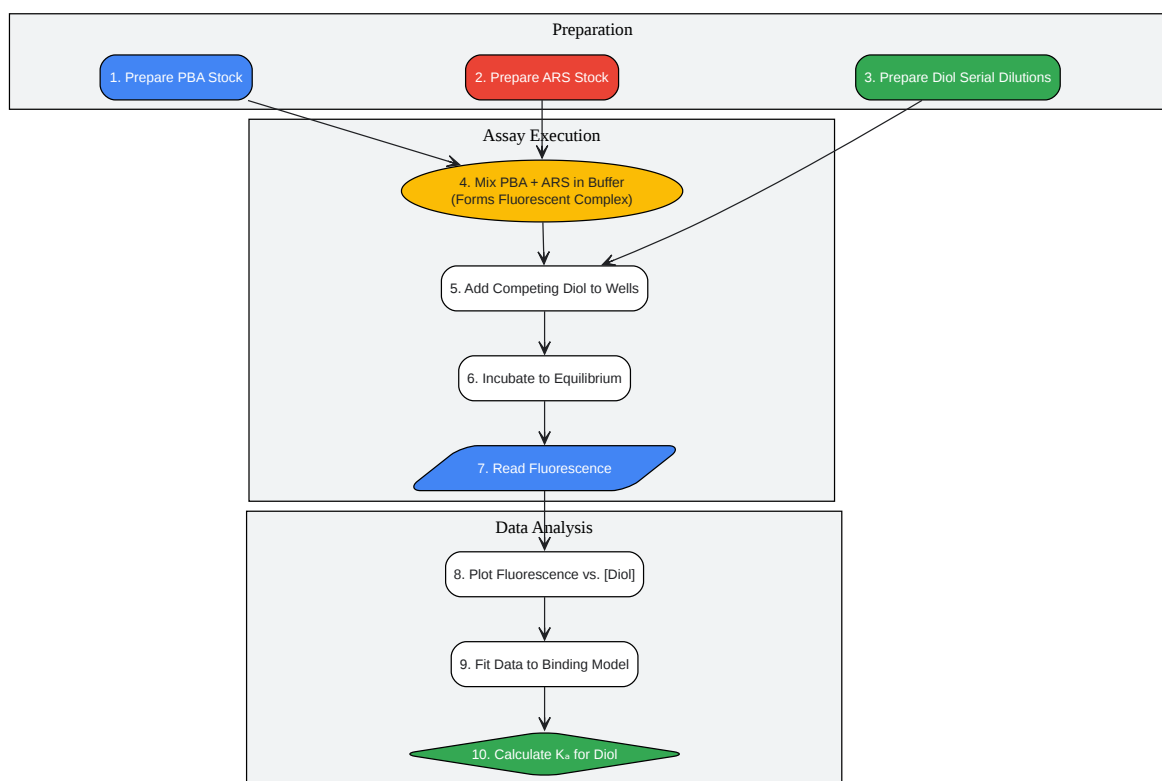 Preparation
1. Prepare PBA Stock
2. Prepare ARS Stock
3. Prepare Diol Serial Dilutions
Assay Execution
4. Mix PBA + ARS in Buffer
(Forms Fluorescent Complex)
5. Add Competing Diol to Wells
6. Incubate to Equilibrium
7. Read Fluorescence
Data Analysis
8. Plot Fluorescence vs. [Diol]
9. Fit Data to Binding Model
10. Calculate Kₐ for Diol